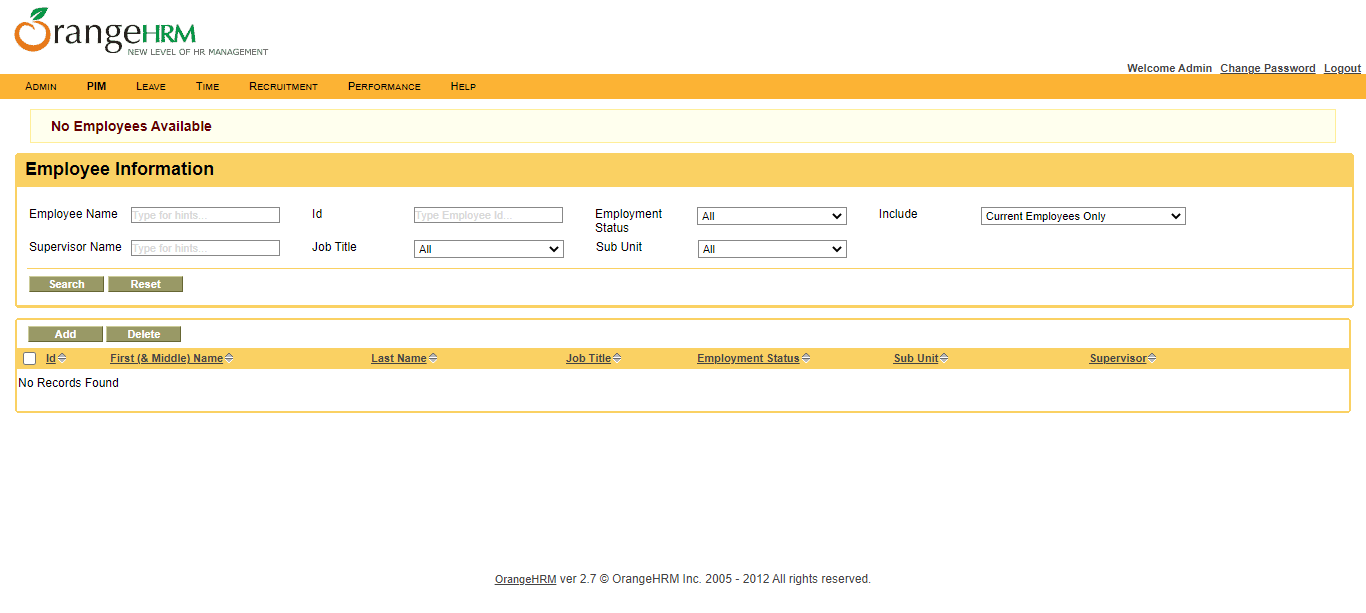 OrangeHRM
NEW LEVEL OF HR MANAGEMENT
Welcome Admin Change Password Logout
ADMIN PIM LEAVE TIME RECRUITMENT PERFORMANCE HELP
No Employees Available
Employee Information
Employee Name Type for hints... Id Type Employee Id... Employment Status All Include Current Employees Only
Supervisor Name Type for hints... Job Title All Sub Unit All
Search Reset
Add Delete
Id First (& Middle) Name Last Name Job Title Employment Status Sub Unit Supervisor
No Records Found
OrangeHRM ver 2.7 © OrangeHRM Inc. 2005 - 2012 All rights reserved.